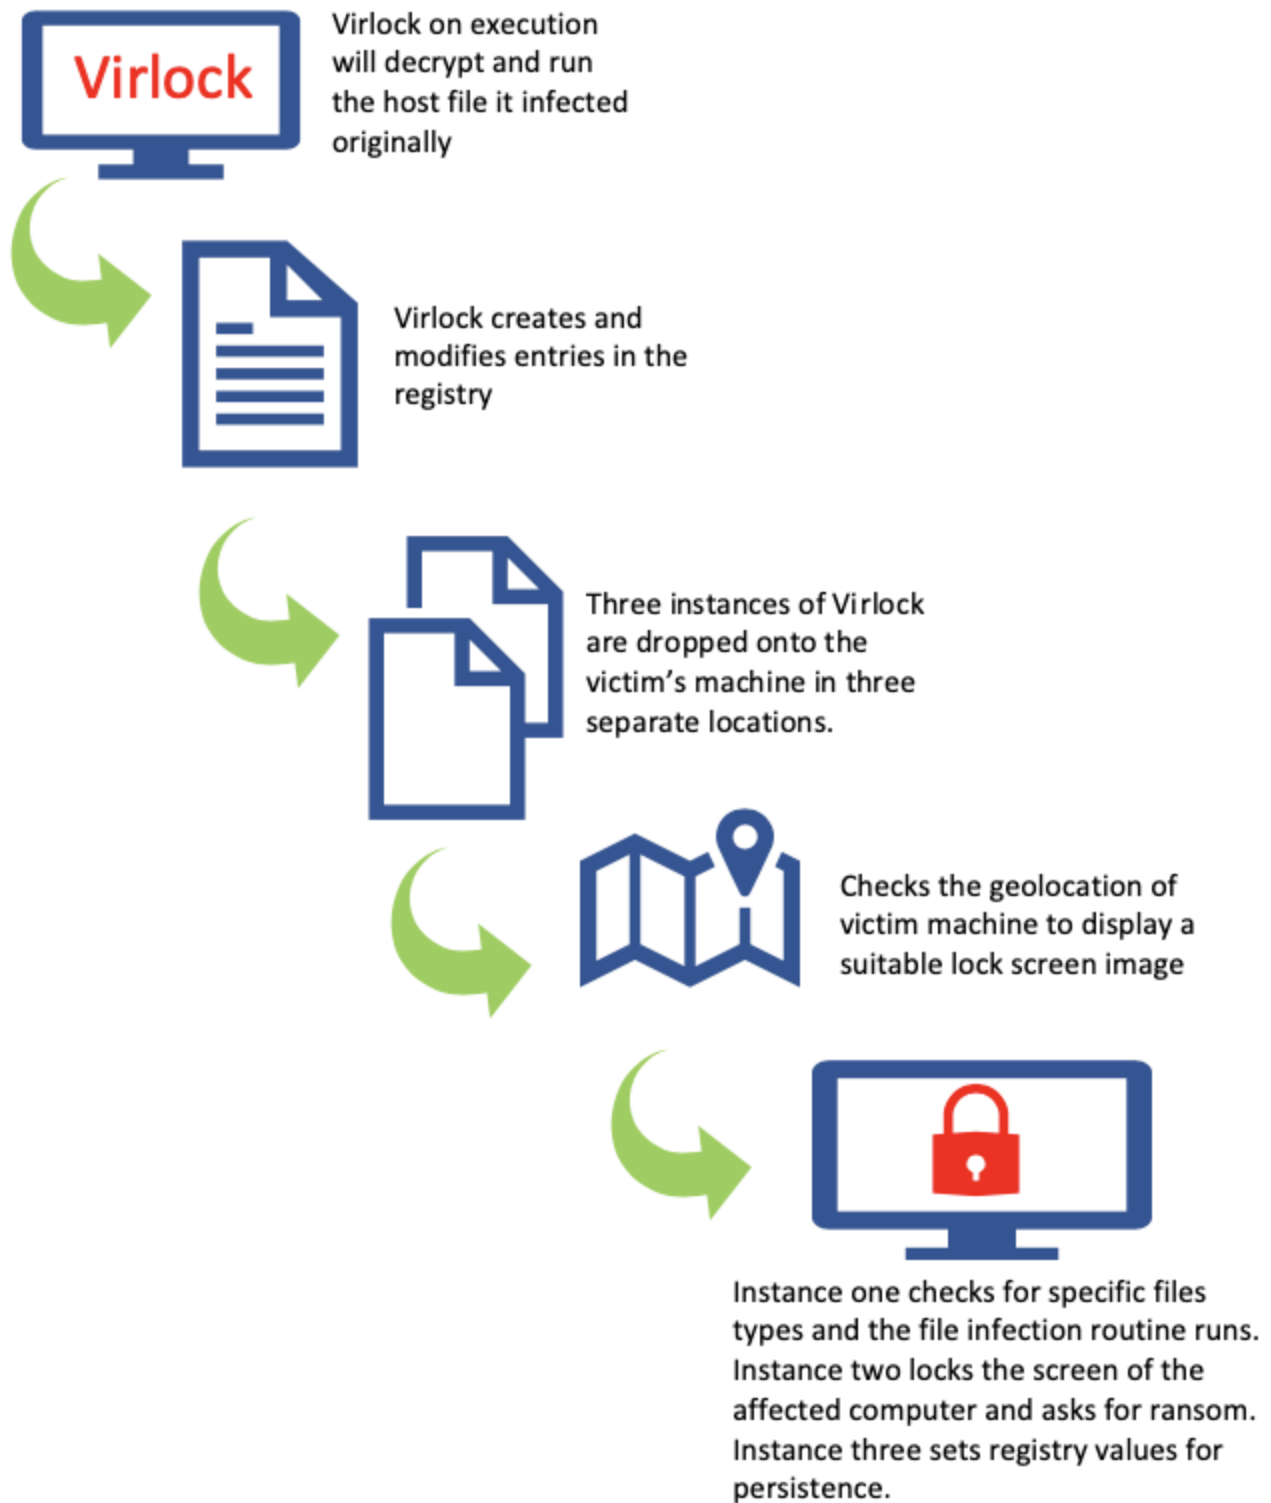 Virlock
Virlock on execution
will decrypt and run
the host file it infected
originally
Virlock creates and
modifies entries in the
registry
Three instances of Virlock
are dropped onto the
victim's machine in three
separate locations.
Checks the geolocation of
victim machine to display a
suitable lock screen image
Instance one checks for specific files
types and the file infection routine runs.
Instance two locks the screen of the
affected computer and asks for ransom.
Instance three sets registry values for
persistence.